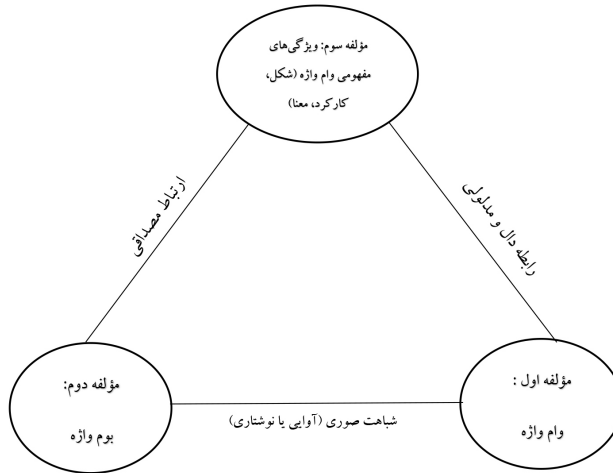 مؤلفه سوم: ویژگی‌های
مفهومی وام واژه (شکل،
کارکرد، معنا)
ارتباط مصداقی
رابطه دال و مدلولی
مؤلفه اول :
وام واژه
مؤلفه دوم:
بوم واژه
شباهت صوری (آوایی یا نوشتاری)